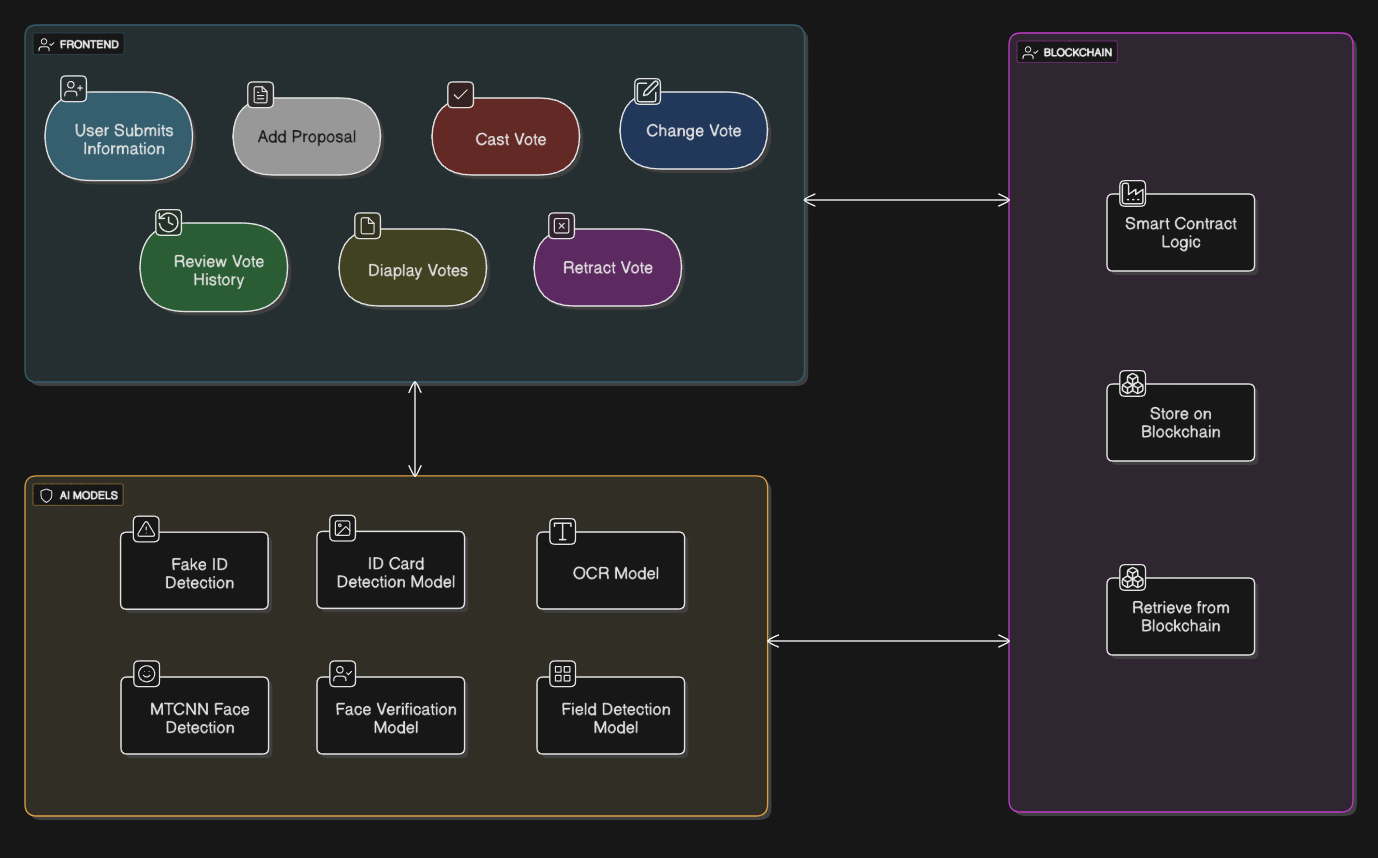 FRONTEND
User Submits
Information
Add Proposal
Cast Vote
Change Vote
Review Vote
History
Diaplay Votes
Retract Vote
BLOCKCHAIN
Smart Contract
Logic
Store on
Blockchain
Retrieve from
Blockchain
AI MODELS
Fake ID
Detection
ID Card
Detection Model
OCR Model
MTCNN Face
Detection
Face Verification
Model
Field Detection
Model